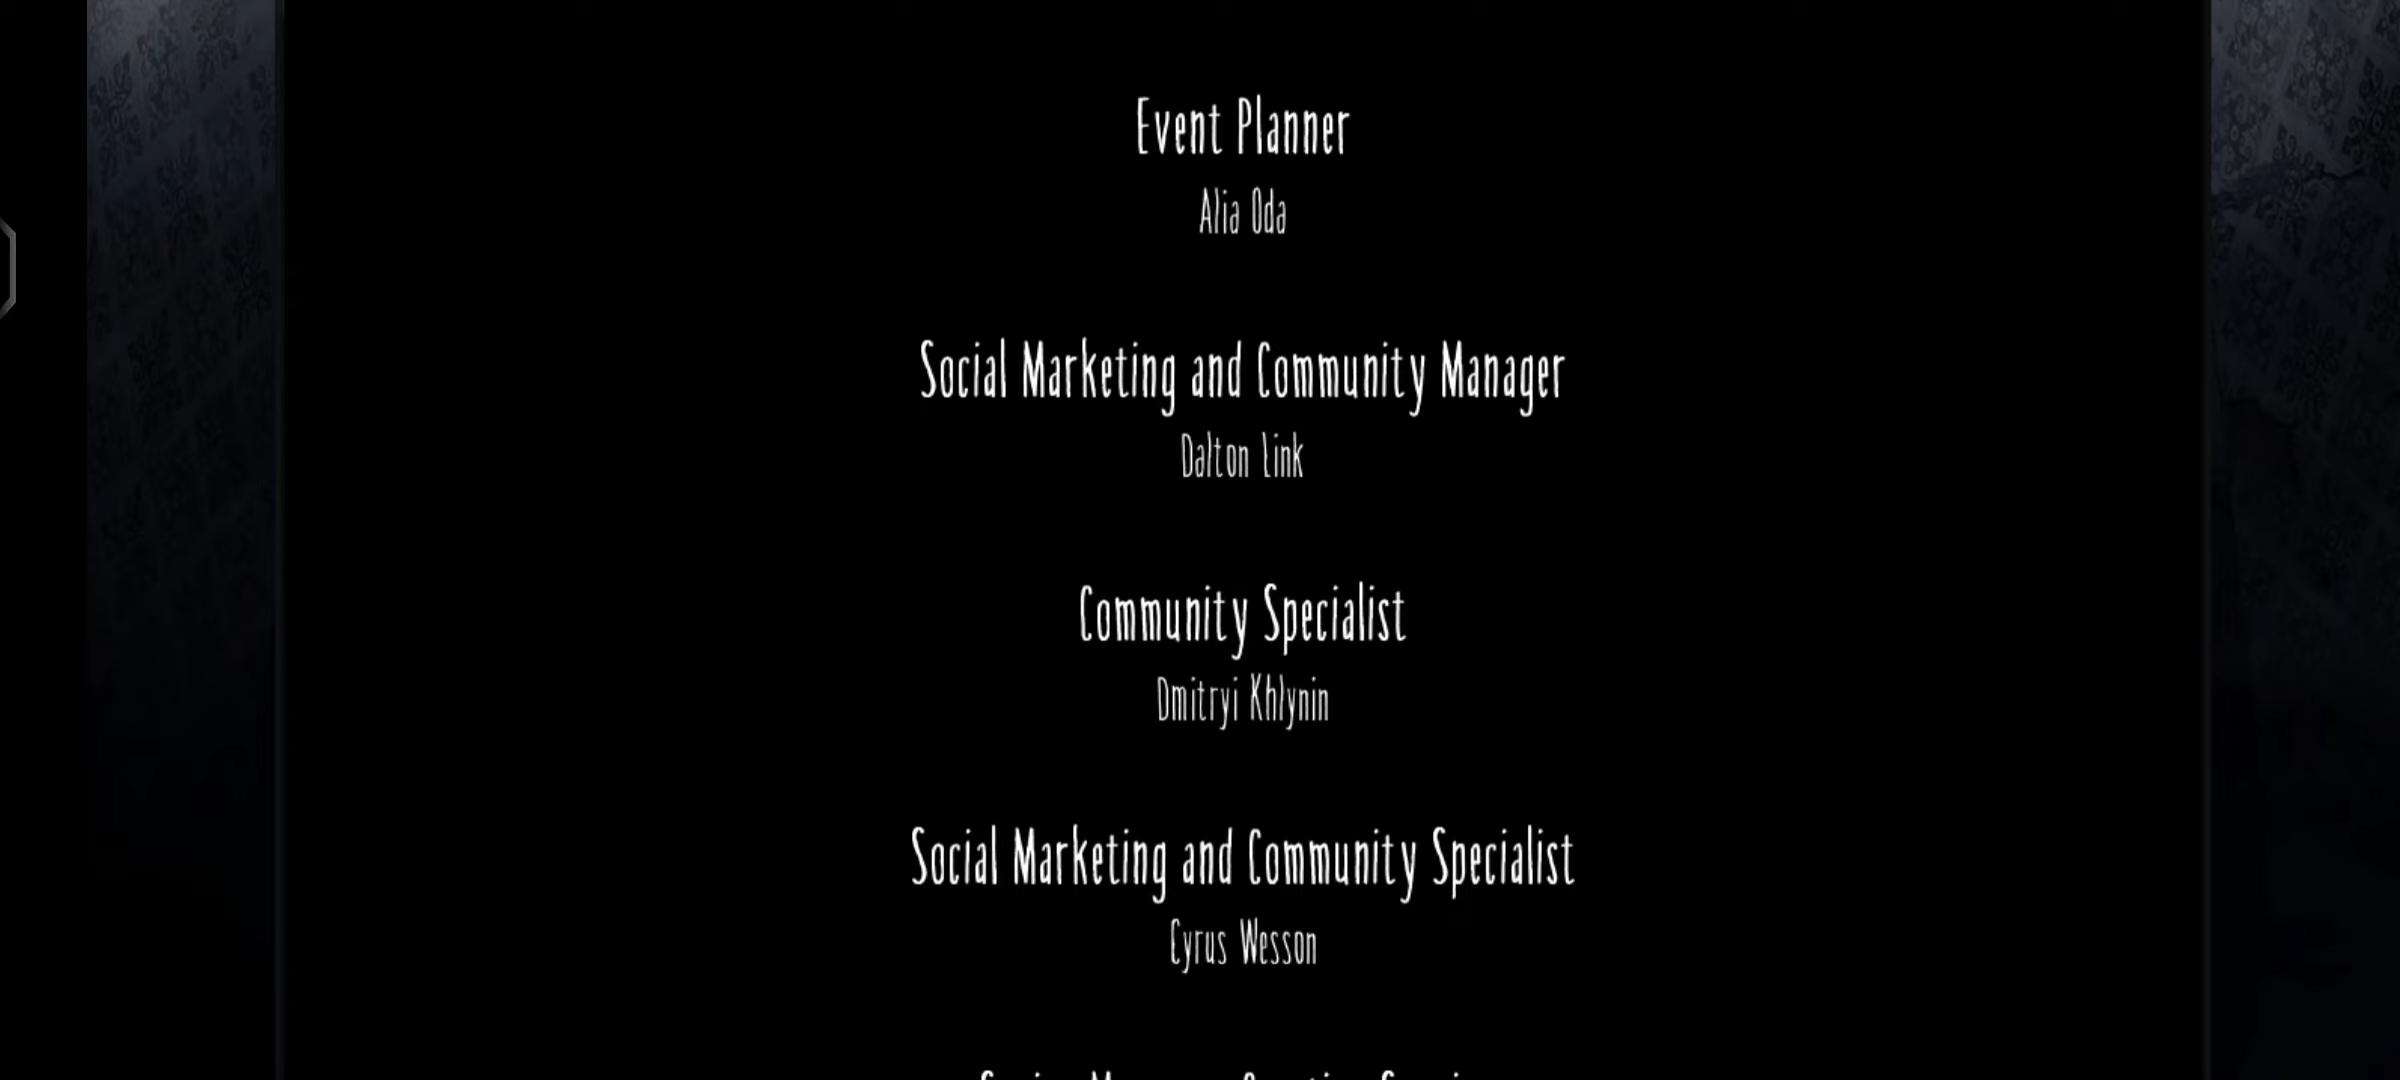 Event Planner
Alia Oda
Social Marketing and Community Manager
Dalton Link
Community Specialist
Dmitryi Khlynin
Social Marketing and Community Specialist
Cyrus Wesson